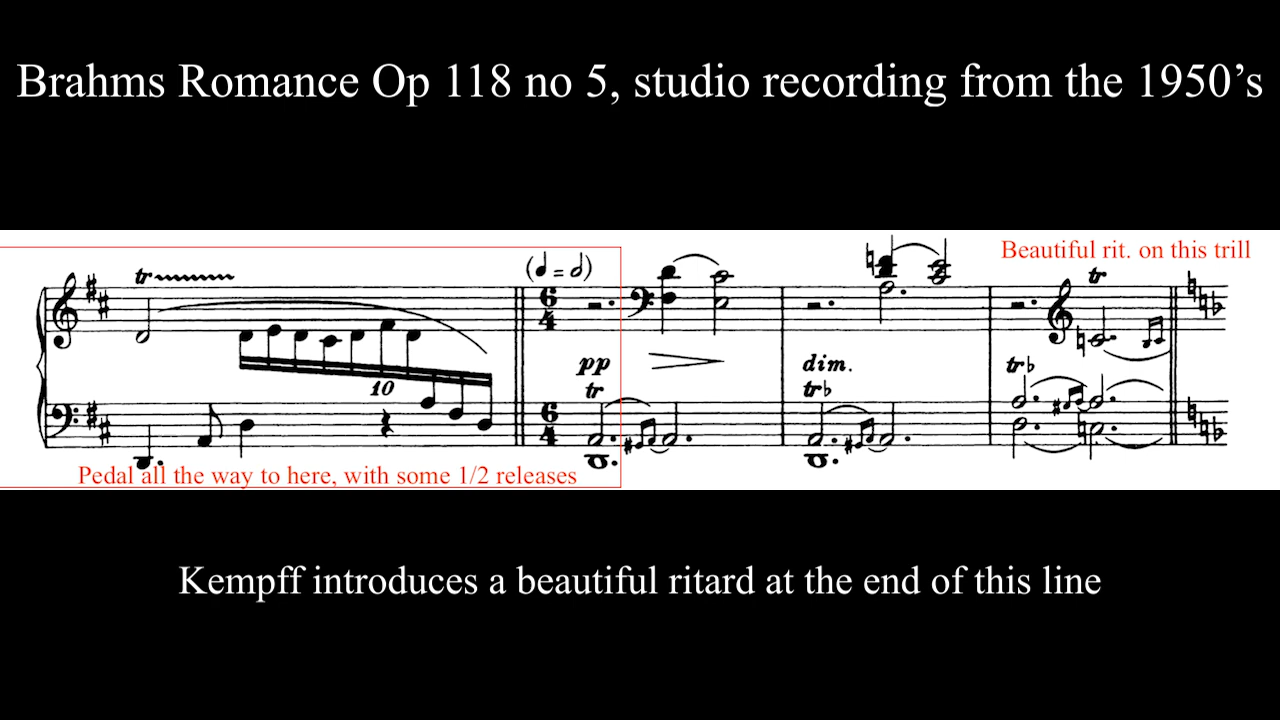 Brahms Romance Op 118 no 5, studio recording from the 1950’s
Beautiful rit. on this trill
tr
(𝅗𝅥 = 𝅗𝅥)
tr
6
4
pp
dim.
tr♭
10
tr
tr♭
6
4
Pedal all the way to here, with some 1/2 releases
Kempff introduces a beautiful ritard at the end of this line